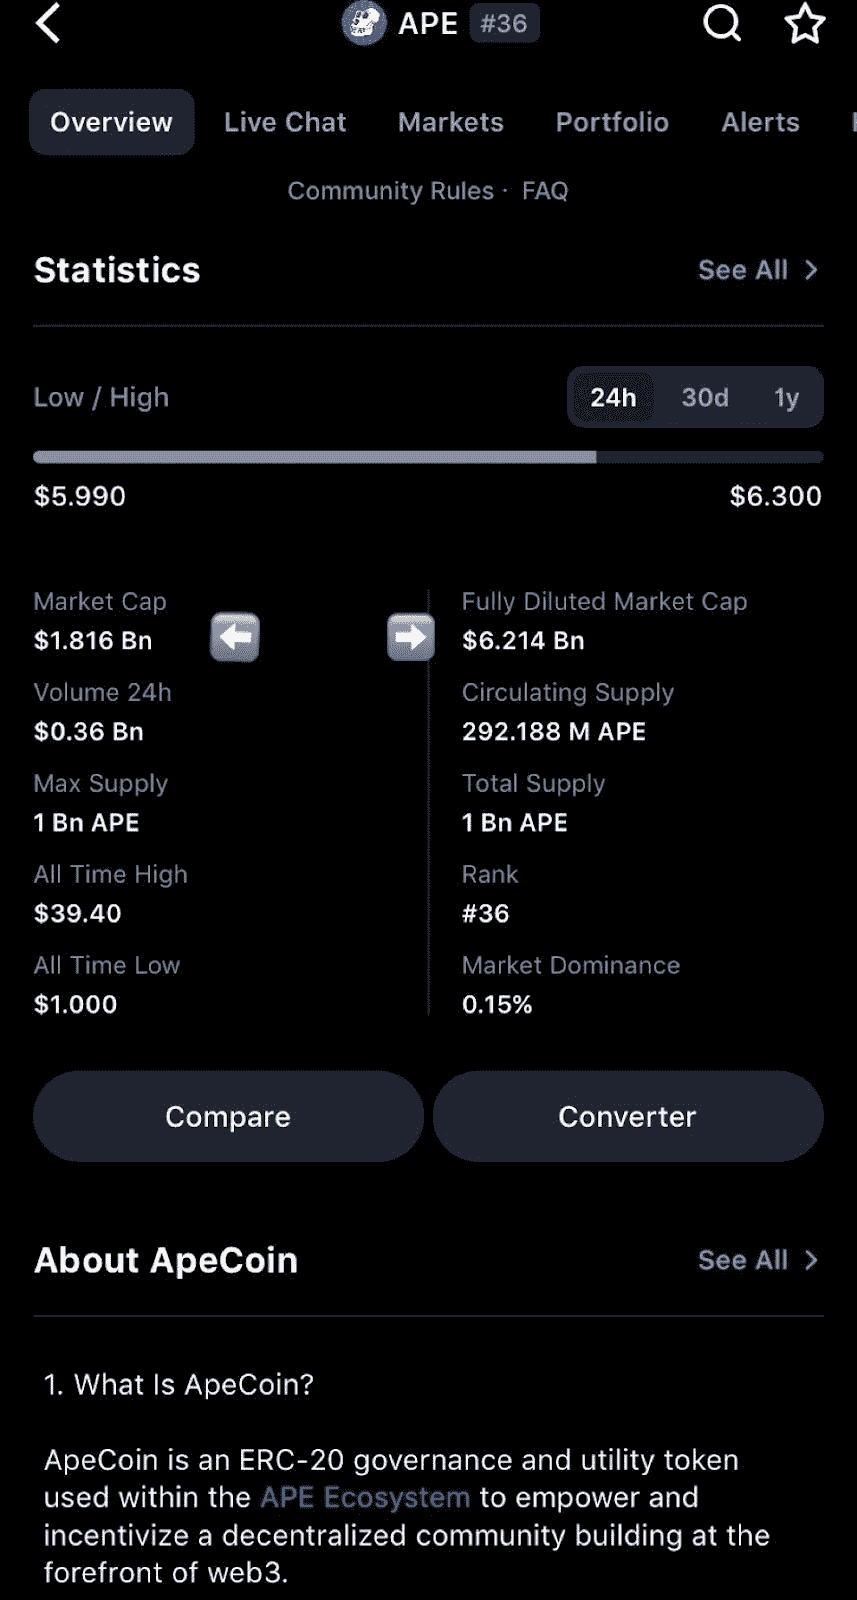 APE #36
Overview Live Chat Markets Portfolio Alerts
Community Rules · FAQ
Statistics See All >
Low / High 24h 30d 1y
$5.990 $6.300
Market Cap Fully Diluted Market Cap
$1.816 Bn $6.214 Bn
Volume 24h Circulating Supply
$0.36 Bn 292.188 M APE
Max Supply Total Supply
1 Bn APE 1 Bn APE
All Time High Rank
$39.40 #36
All Time Low Market Dominance
$1.000 0.15%
Compare Converter
About ApeCoin See All >
1. What Is ApeCoin?
ApeCoin is an ERC-20 governance and utility token
used within the APE Ecosystem to empower and
incentivize a decentralized community building at the
forefront of web3.